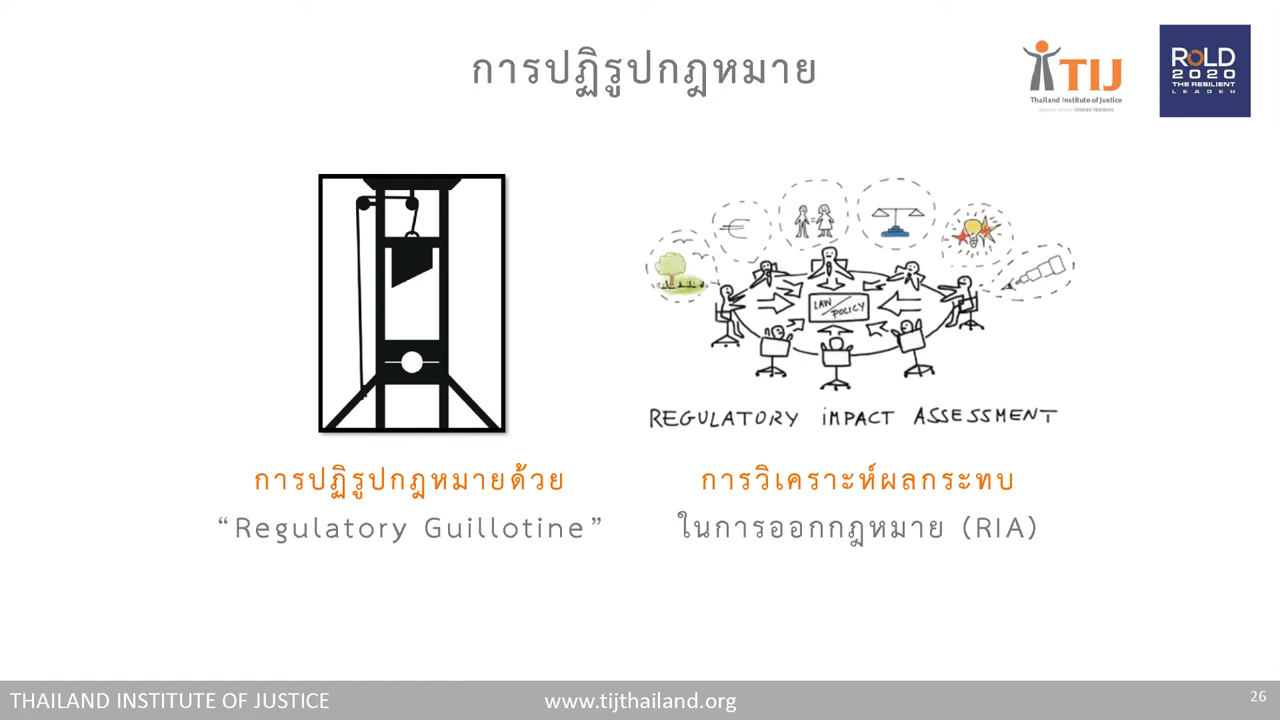 การปฏิรูปกฎหมาย
TIJ
Thailand Institute of Justice
RoLD
2020
THE RESILIENT
LEADER
LAW/POLICY
REGULATORY iMPACT ASSESSMENT
การปฏิรูปกฎหมายด้วย
“Regulatory Guillotine”
การวิเคราะห์ผลกระทบ
ในการออกกฎหมาย (RIA)
THAILAND INSTITUTE OF JUSTICE
www.tijthailand.org
26